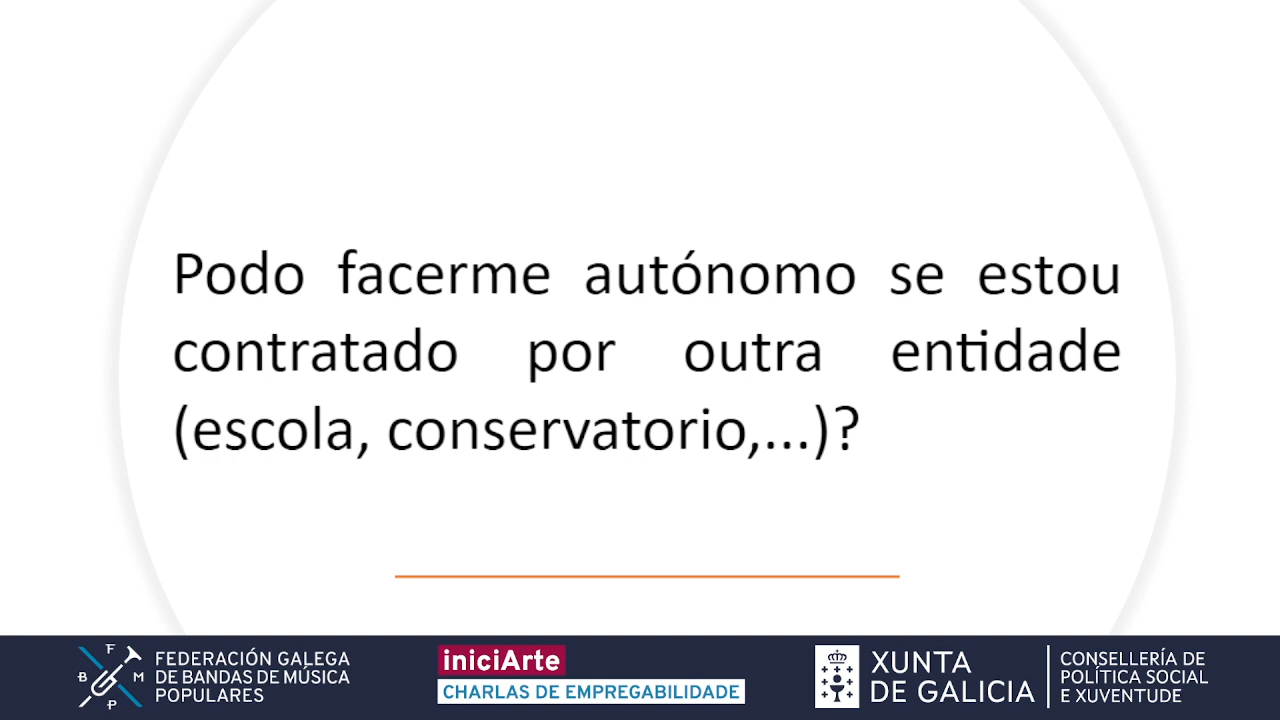 Podo facerme autónomo se estou
contratado por outra entidade
(escola, conservatorio,...)?
F
B M
P
FEDERACIÓN GALEGA
DE BANDAS DE MÚSICA
POPULARES
iniciArte
CHARLAS DE EMPREGABILIDADE
XUNTA
DE GALICIA
CONSELLERÍA DE
POLÍTICA SOCIAL
E XUVENTUDE